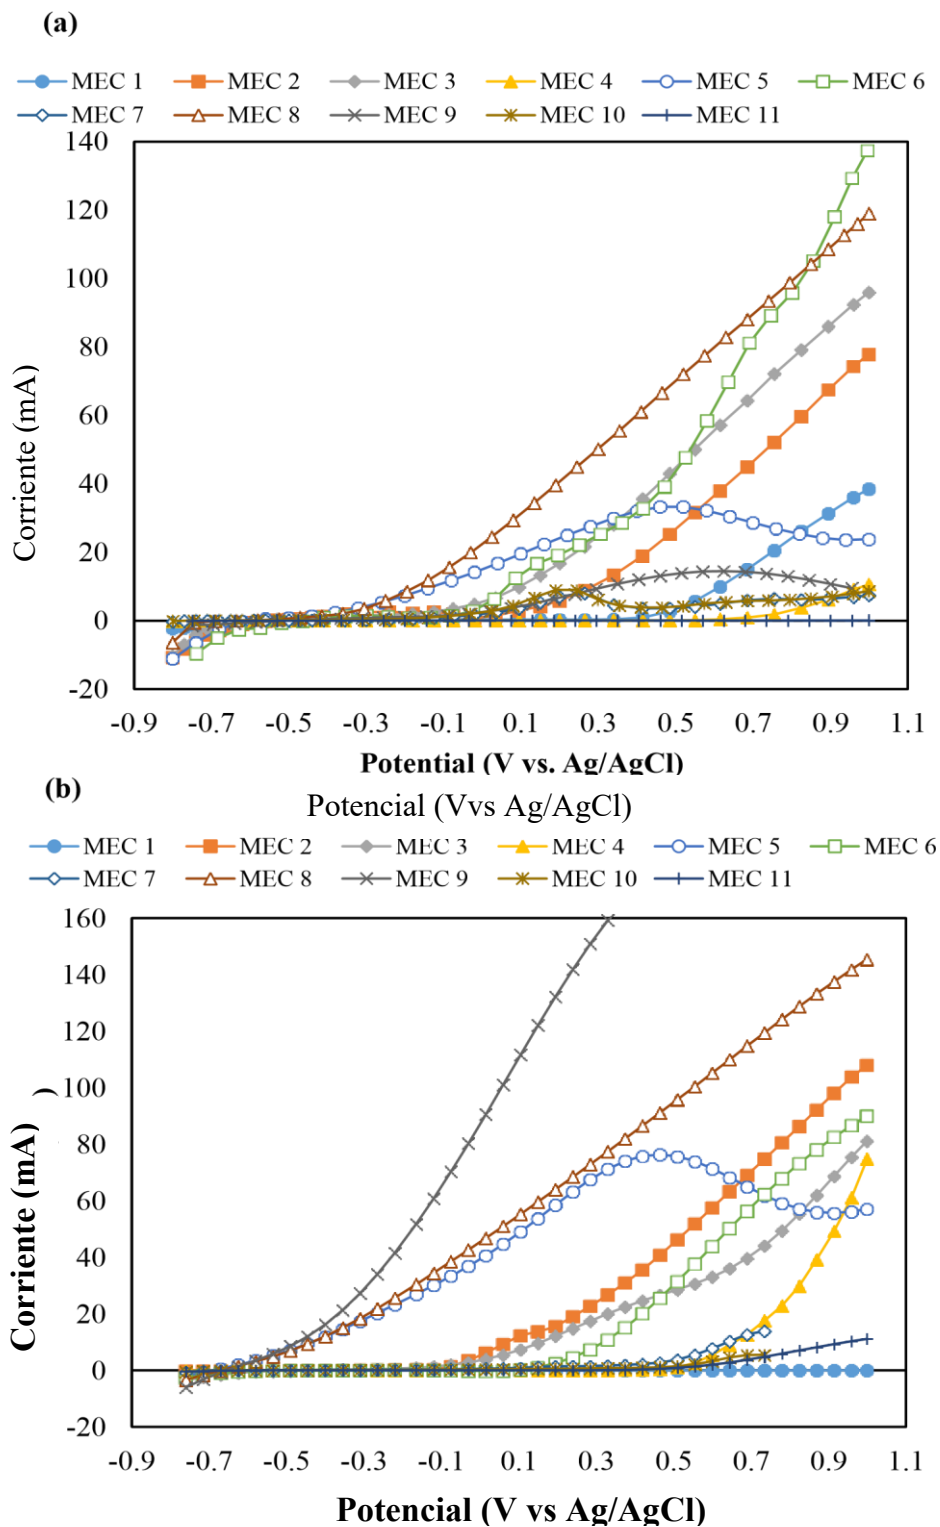 (a)
MEC 1 MEC 2 MEC 3 MEC 4 MEC 5 MEC 6
MEC 7 MEC 8 MEC 9 MEC 10 MEC 11
140
120
100
80
60
40
20
0
-20
Corriente (mA)
-0.9 -0.7 -0.5 -0.3 -0.1 0.1 0.3 0.5 0.7 0.9 1.1
Potential (V vs. Ag/AgCl)
Potencial (Vvs Ag/AgCl)
(b)
MEC 1 MEC 2 MEC 3 MEC 4 MEC 5 MEC 6
MEC 7 MEC 8 MEC 9 MEC 10 MEC 11
160
140
120
100
80
60
40
20
0
-20
Corriente (mA)
)
-0.9 -0.7 -0.5 -0.3 -0.1 0.1 0.3 0.5 0.7 0.9 1.1
Potencial (V vs Ag/AgCl)